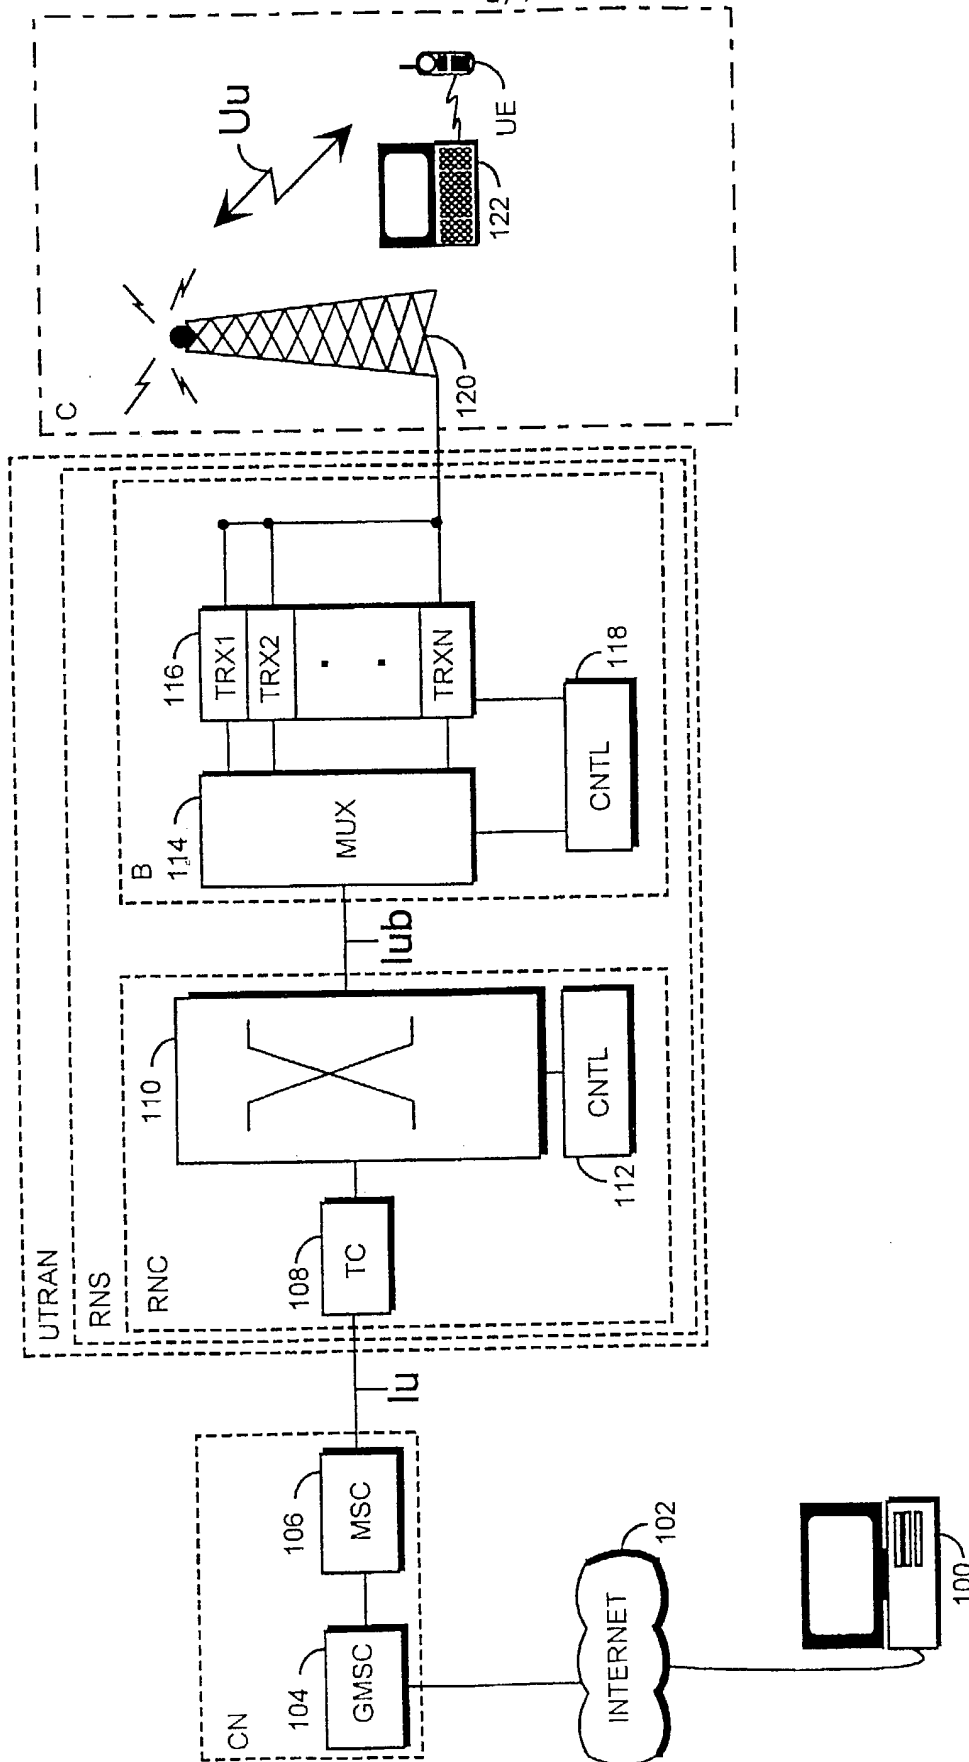 UTRAN
RNS
RNC
B
C
CN
104
GMSC
106
MSC
Iu
108
TC
110
112
CNTL
Iub
114
MUX
116
TRX1
TRX2
TRXN
118
CNTL
120
Uu
122
UE
INTERNET
102
100